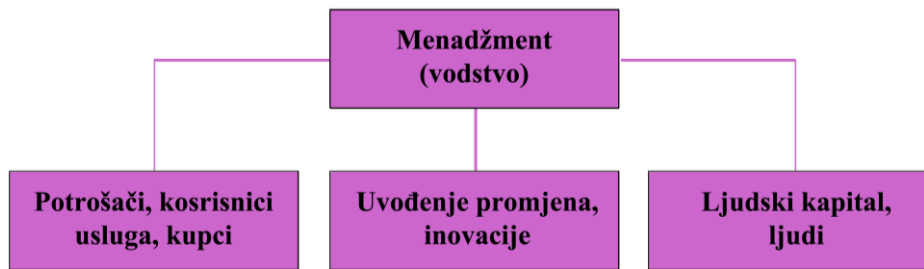 Menadžment
(vodstvo)
Potrošači, kosrisnici
usluga, kupci
Uvođenje promjena,
inovacije
Ljudski kapital,
ljudi